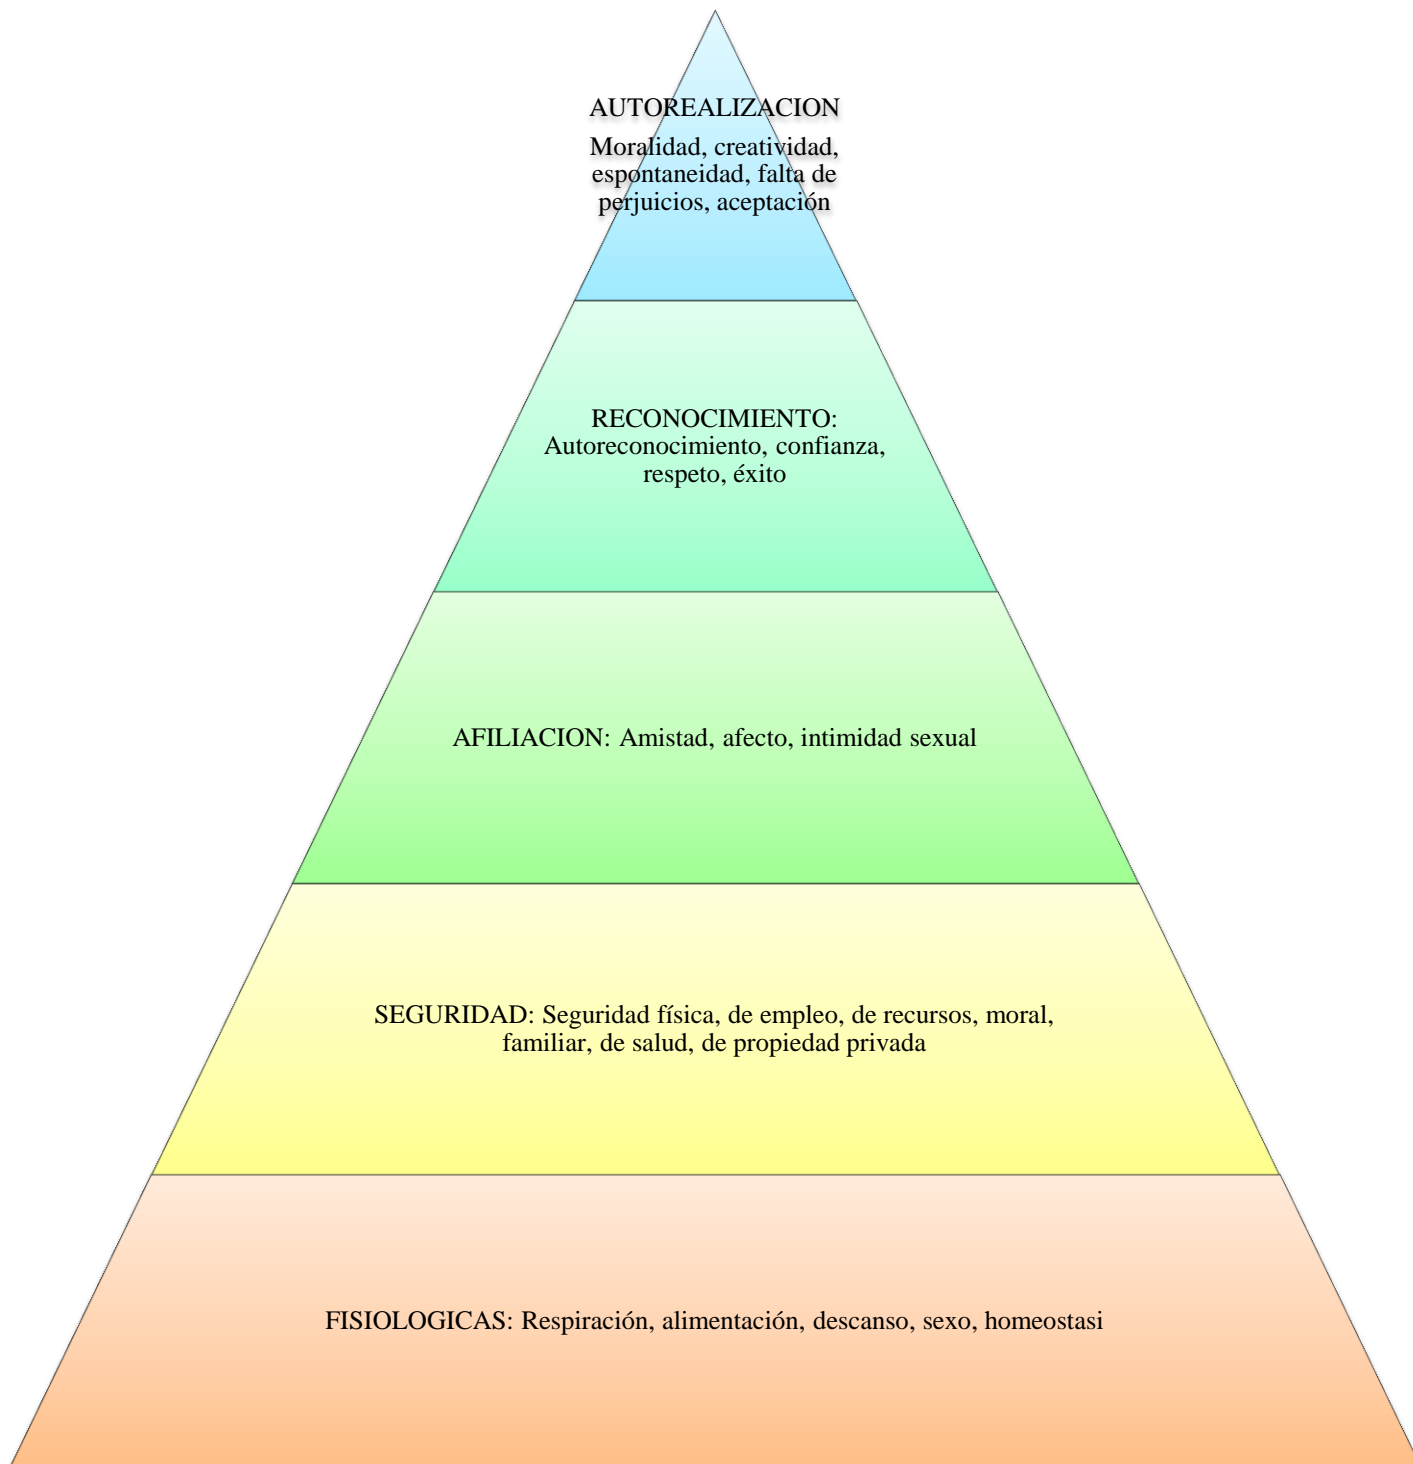 AUTOREALIZACION
Moralidad, creatividad,
espontaneidad, falta de
perjuicios, aceptación
RECONOCIMIENTO:
Autoreconocimiento, confianza,
respeto, éxito
AFILIACION: Amistad, afecto, intimidad sexual
SEGURIDAD: Seguridad física, de empleo, de recursos, moral,
familiar, de salud, de propiedad privada
FISIOLOGICAS: Respiración, alimentación, descanso, sexo, homeostasi